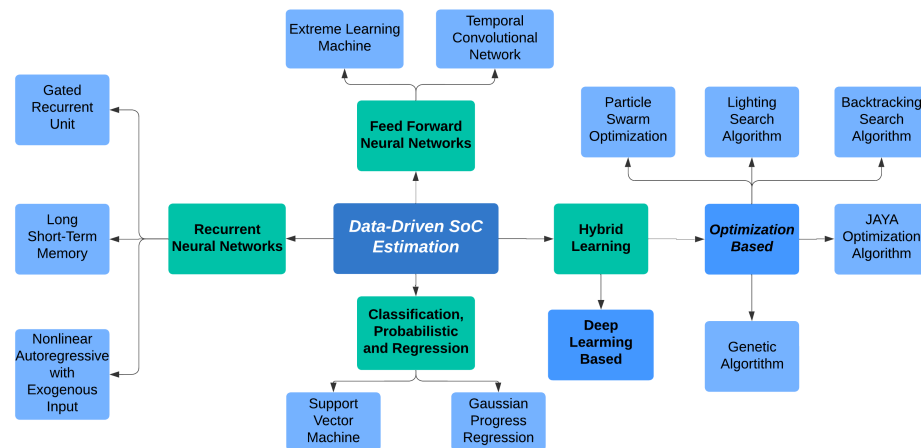 Extreme Learning
Machine
Temporal
Convolutional
Network
Gated
Recurrent
Unit
Feed Forward
Neural Networks
Particle
Swarm
Optimization
Lighting
Search
Algorithm
Backtracking
Search
Algorithm
Long
Short-Term
Memory
Recurrent
Neural Networks
Data-Driven SoC
Estimation
Hybrid
Learning
Optimization
Based
JAYA
Optimization
Algorithm
Nonlinear
Autoregressive
with
Exogenous
Input
Classification,
Probabilistic
and Regression
Deep
Learming
Based
Genetic
Algortithm
Support
Vector
Machine
Gaussian
Progress
Regression